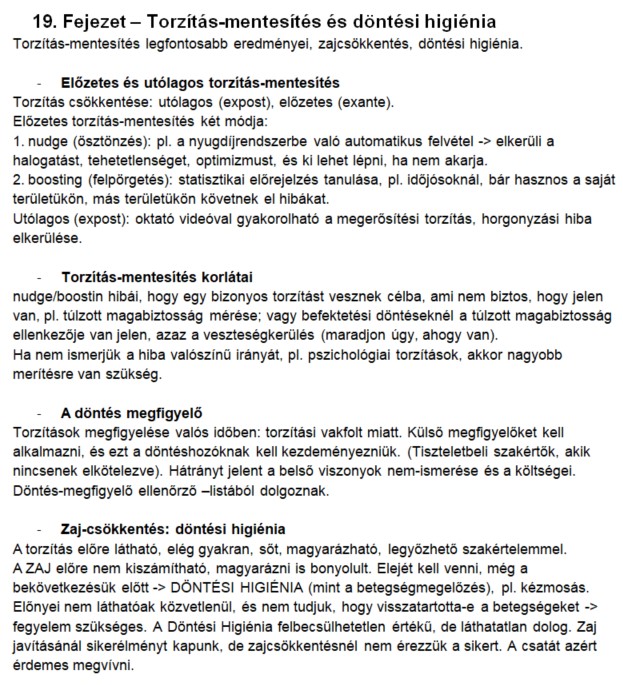 19. Fejezet – Torzítás-mentesítés és döntési higiénia
Torzítás-mentesítés legfontosabb eredményei, zajcsökkentés, döntési higiénia.
- Előzetes és utólagos torzítás-mentesítés
Torzítás csökkentése: utólagos (expost), előzetes (exante).
Előzetes torzítás-mentesítés két módja:
1. nudge (ösztönzés): pl. a nyugdíjrendszerbe való automatikus felvétel -> elkerüli a
halogatást, tehetetlenséget, optimizmust, és ki lehet lépni, ha nem akarja.
2. boosting (felpörgetés): statisztikai előrejelzés tanulása, pl. időjósoknál, bár hasznos a saját
területükön, más területükön követnek el hibákat.
Utólagos (expost): oktató videóval gyakorolható a megerősítési torzítás, horgonyzási hiba
elkerülése.
- Torzítás-mentesítés korlátai
nudge/boostin hibái, hogy egy bizonyos torzítást vesznek célba, ami nem biztos, hogy jelen
van, pl. túlzott magabiztosság mérése; vagy befektetési döntéseknél a túlzott magabiztosság
ellenkezője van jelen, azaz a veszteségkerülés (maradjon úgy, ahogy van).
Ha nem ismerjük a hiba valószínű irányát, pl. pszichológiai torzítások, akkor nagyobb
merítésre van szükség.
- A döntés megfigyelő
Torzítások megfigyelése valós időben: torzítási vakfolt miatt. Külső megfigyelőket kell
alkalmazni, és ezt a döntéshozóknak kell kezdeményezniük. (Tiszteletbeli szakértők, akik
nincsenek elkötelezve). Hátrányt jelent a belső viszonyok nem-ismerése és a költségei.
Döntés-megfigyelő ellenőrző –listából dolgoznak.
- Zaj-csökkentés: döntési higiénia
A torzítás előre látható, elég gyakran, sőt, magyarázható, legyőzhető szakértelemmel.
A ZAJ előre nem kiszámítható, magyarázni is bonyolult. Elejét kell venni, még a
bekövetkezésük előtt -> DÖNTÉSI HIGIÉNIA (mint a betegségmegelőzés), pl. kézmosás.
Előnyei nem láthatóak közvetlenül, és nem tudjuk, hogy visszatartotta-e a betegségeket ->
fegyelem szükséges. A Döntési Higiénia felbecsülhetetlen értékű, de láthatatlan dolog. Zaj
javításánál sikerélményt kapunk, de zajcsökkentésnél nem érezzük a sikert. A csatát azért
érdemes megvívni.